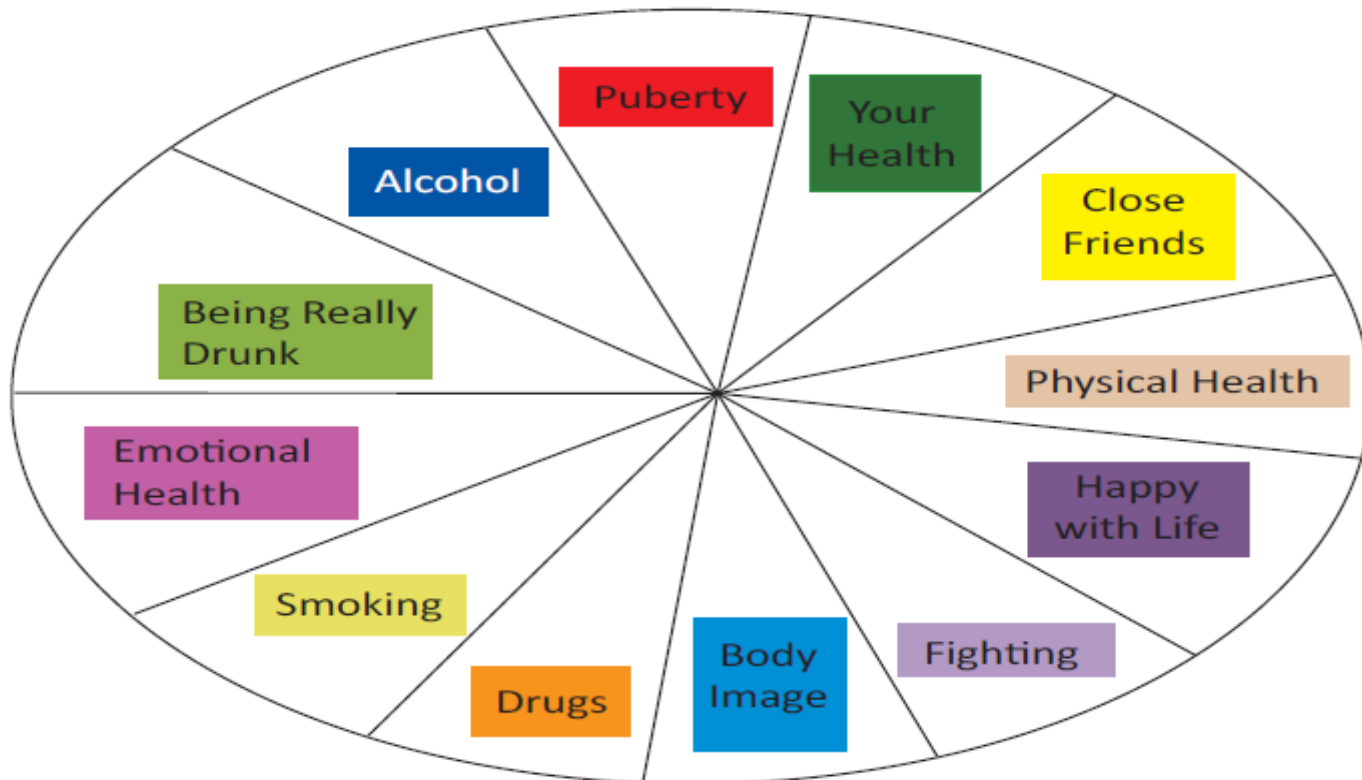 Puberty
Your
Health
Close
Friends
Physical Health
Happy
with Life
Fighting
Body
Image
Drugs
Smoking
Emotional
Health
Being Really
Drunk
Alcohol